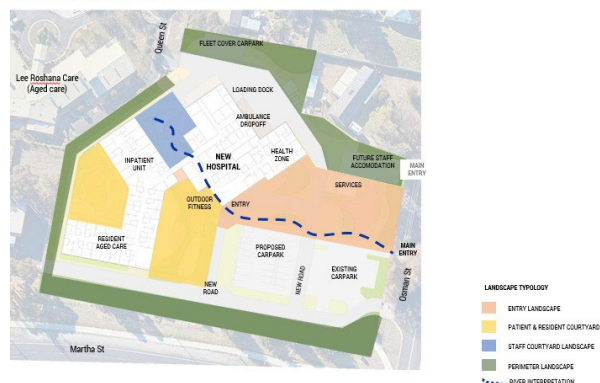 Queen St
FLEET COVER CARPARK
Lee Roshana Care
(Aged care)
LOADING DOCK
AMBULANCE
DROPOFF
NEW
HOSPITAL
HEALTH
ZONE
INPATIENT
UNIT
FUTURE STAFF
ACCOMODATION
MAIN
ENTRY
SERVICES
OUTDOOR
FITNESS
ENTRY
RESIDENT
AGED CARE
PROPOSED
CARPARK
MAIN
ENTRY
NEW ROAD
EXISTING
CARPARK
NEW
ROAD
Osman St
Martha St
LANDSCAPE TYPOLOGY
ENTRY LANDSCAPE
PATIENT & RESIDENT COURTYARD
STAFF COURTYARD LANDSCAPE
PERIMETER LANDSCAPE
RIVER INTERPRETATION